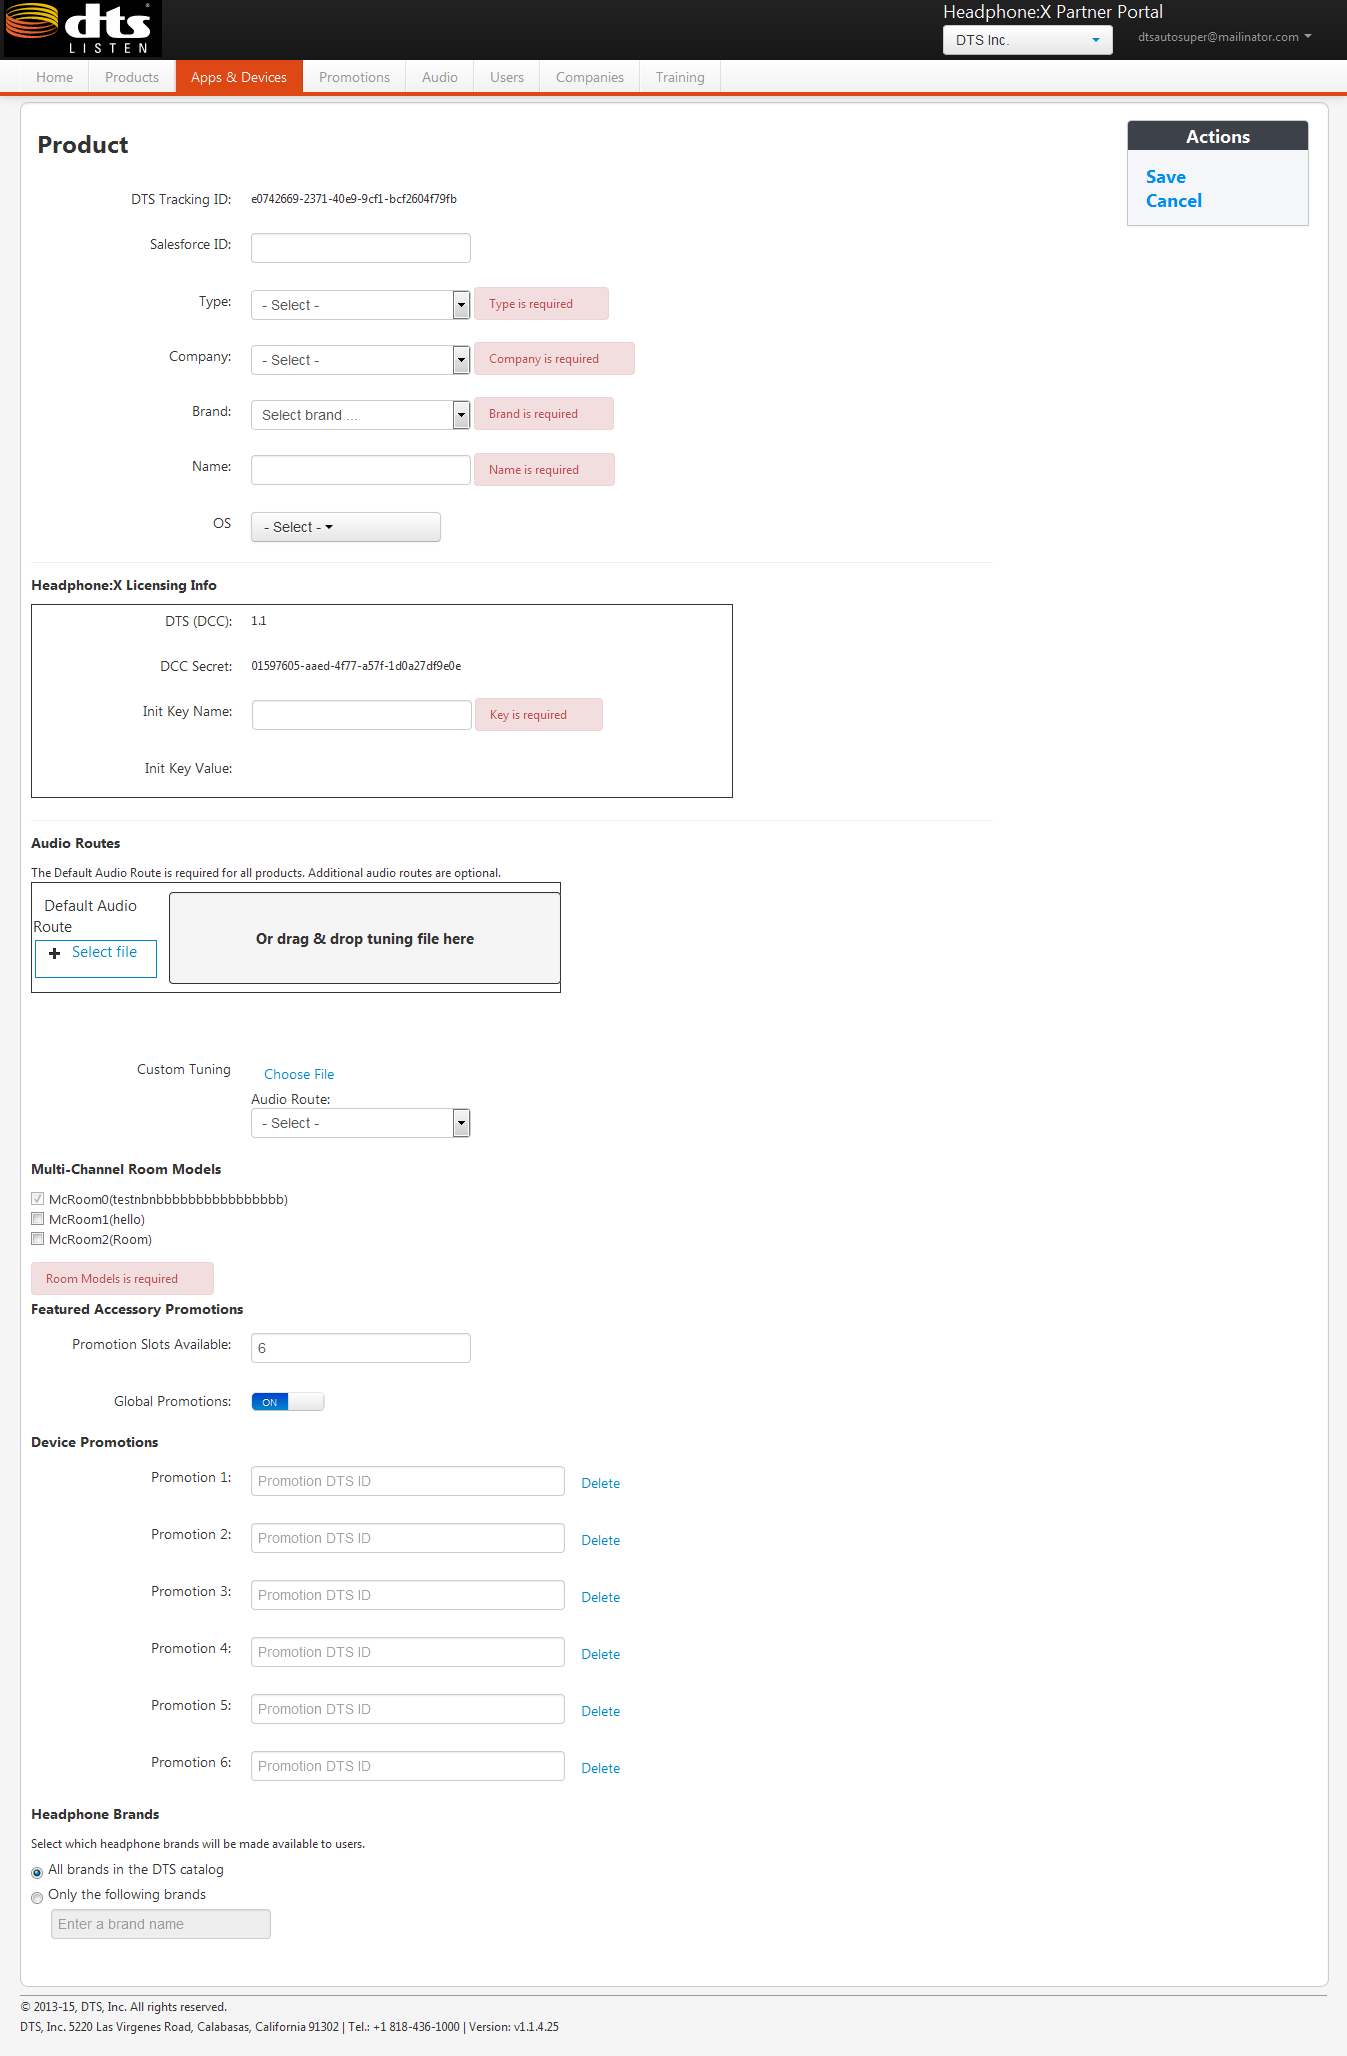 dts
LISTEN
Headphone:X Partner Portal
DTS Inc.
dtsautosuper@mailinator.com
Home Products Apps & Devices Promotions Audio Users Companies Training
Product
Actions
Save
Cancel
DTS Tracking ID: e0742669-2371-40e9-9cf1-bcf2604f79fb
Salesforce ID:
Type: - Select - Type is required
Company: - Select - Company is required
Brand: Select brand ... Brand is required
Name: Name is required
OS - Select -
Headphone:X Licensing Info
DTS (DCC): 1.1
DCC Secret: 01597605-aaed-4f77-a57f-1d0a27df9e0e
Init Key Name: Key is required
Init Key Value:
Audio Routes
The Default Audio Route is required for all products. Additional audio routes are optional.
Default Audio
Route
Select file
Or drag & drop tuning file here
Custom Tuning Choose File
Audio Route:
- Select -
Multi-Channel Room Models
McRoom0(testnbnbbbbbbbbbbbbbbbb)
McRoom1(hello)
McRoom2(Room)
Room Models is required
Featured Accessory Promotions
Promotion Slots Available: 6
Global Promotions: ON
Device Promotions
Promotion 1: Promotion DTS ID Delete
Promotion 2: Promotion DTS ID Delete
Promotion 3: Promotion DTS ID Delete
Promotion 4: Promotion DTS ID Delete
Promotion 5: Promotion DTS ID Delete
Promotion 6: Promotion DTS ID Delete
Headphone Brands
Select which headphone brands will be made available to users.
All brands in the DTS catalog
Only the following brands
Enter a brand name
© 2013-15, DTS, Inc. All rights reserved.
DTS, Inc. 5220 Las Virgenes Road, Calabasas, California 91302 | Tel.: +1 818-436-1000 | Version: v1.1.4.25